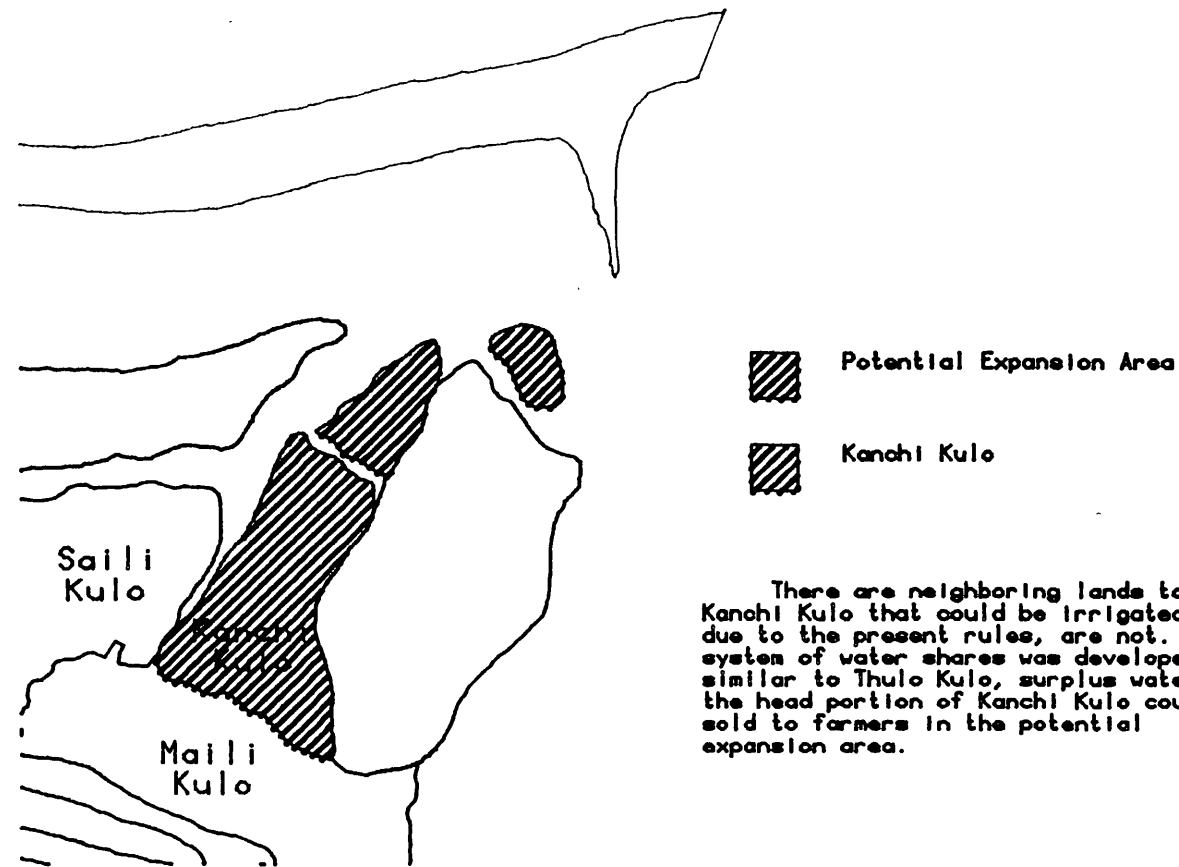 Potential Expansion Area
Kanchi Kulo
Saili
Kulo
Kanchi
Kulo
Maili
Kulo
There are neighboring lands to
Kanchi Kulo that could be irrigated
due to the present rules, are not.
system of water shares was develope
similar to Thulo Kulo, surplus wate
the head portion of Kanchi Kulo cou
sold to farmers in the potential
expansion area.